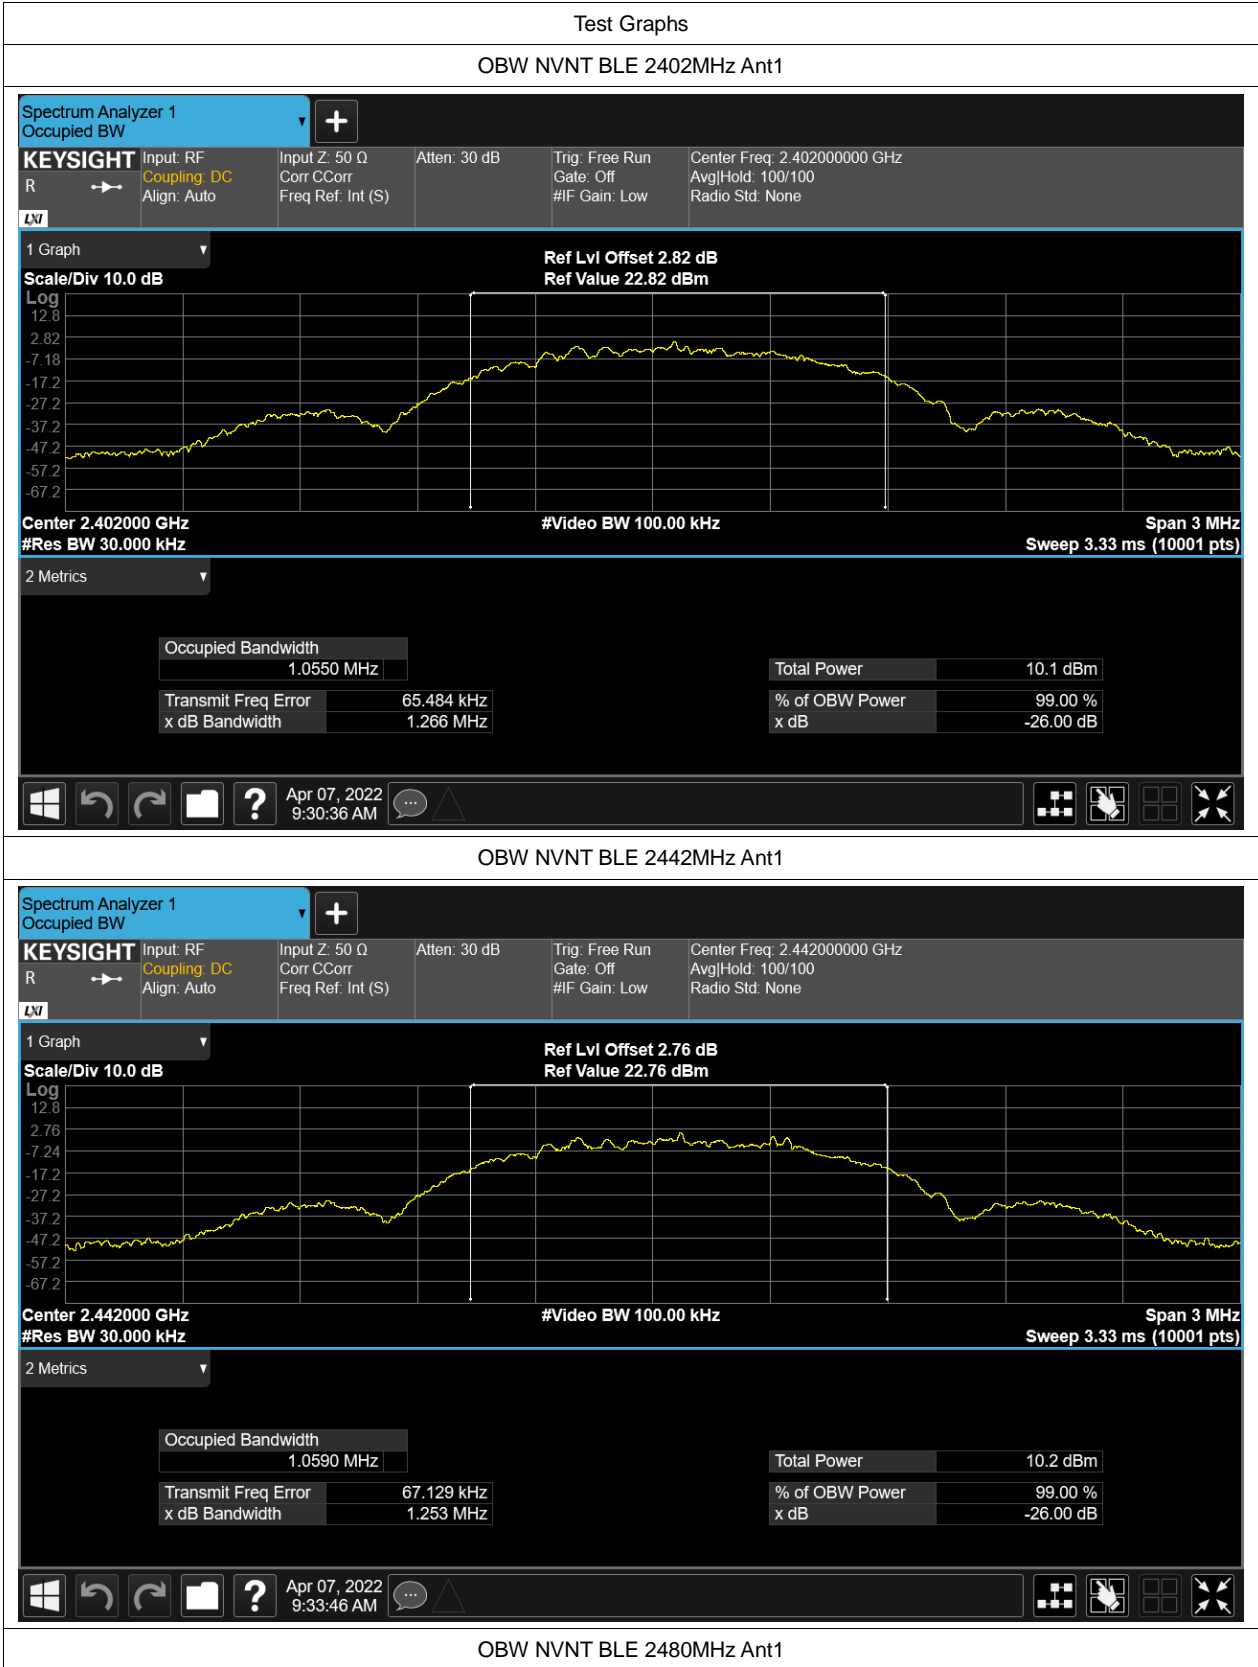 Test Graphs
OBW NVNT BLE 2402MHz Ant1
Spectrum Analyzer 1
Occupied BW
KEYSIGHT
R
LXI
Input: RF
Coupling: DC
Align: Auto
Input Z: 50 Ω
Corr CCorr
Freq Ref: Int (S)
Atten: 30 dB
Trig: Free Run
Gate: Off
#IF Gain: Low
Center Freq: 2.402000000 GHz
Avg|Hold: 100/100
Radio Std: None
1 Graph
Scale/Div 10.0 dB
Ref Lvl Offset 2.82 dB
Ref Value 22.82 dBm
Log
12.8
2.82
-7.18
-17.2
-27.2
-37.2
-47.2
-57.2
-67.2
Center 2.402000 GHz
#Video BW 100.00 kHz
Span 3 MHz
#Res BW 30.000 kHz
Sweep 3.33 ms (10001 pts)
2 Metrics
Occupied Bandwidth
1.0550 MHz
Total Power 10.1 dBm
Transmit Freq Error 65.484 kHz
% of OBW Power 99.00 %
x dB Bandwidth 1.266 MHz
x dB -26.00 dB
?
Apr 07, 2022
9:30:36 AM
OBW NVNT BLE 2442MHz Ant1
Spectrum Analyzer 1
Occupied BW
KEYSIGHT
R
LXI
Input: RF
Coupling: DC
Align: Auto
Input Z: 50 Ω
Corr CCorr
Freq Ref: Int (S)
Atten: 30 dB
Trig: Free Run
Gate: Off
#IF Gain: Low
Center Freq: 2.442000000 GHz
Avg|Hold: 100/100
Radio Std: None
1 Graph
Scale/Div 10.0 dB
Ref Lvl Offset 2.76 dB
Ref Value 22.76 dBm
Log
12.8
2.76
-7.24
-17.2
-27.2
-37.2
-47.2
-57.2
-67.2
Center 2.442000 GHz
#Video BW 100.00 kHz
Span 3 MHz
#Res BW 30.000 kHz
Sweep 3.33 ms (10001 pts)
2 Metrics
Occupied Bandwidth
1.0590 MHz
Total Power 10.2 dBm
Transmit Freq Error 67.129 kHz
% of OBW Power 99.00 %
x dB Bandwidth 1.253 MHz
x dB -26.00 dB
?
Apr 07, 2022
9:33:46 AM
OBW NVNT BLE 2480MHz Ant1